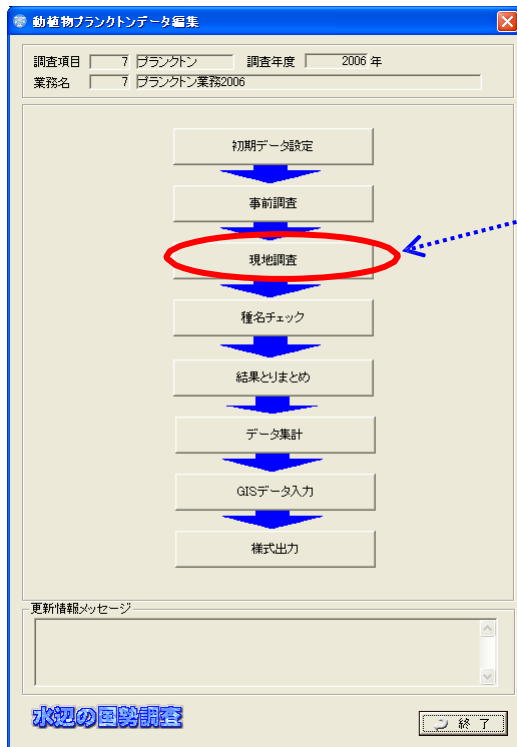 動植物プランクトンデータ編集
調査項目 7 プランクトン 調査年度 2006 年
業務名 7 プランクトン業務2006
初期データ設定
事前調査
現地調査
種名チェック
結果とりまとめ
データ集計
GISデータ入力
様式出力
更新情報メッセージ
水辺の国勢調査
終了